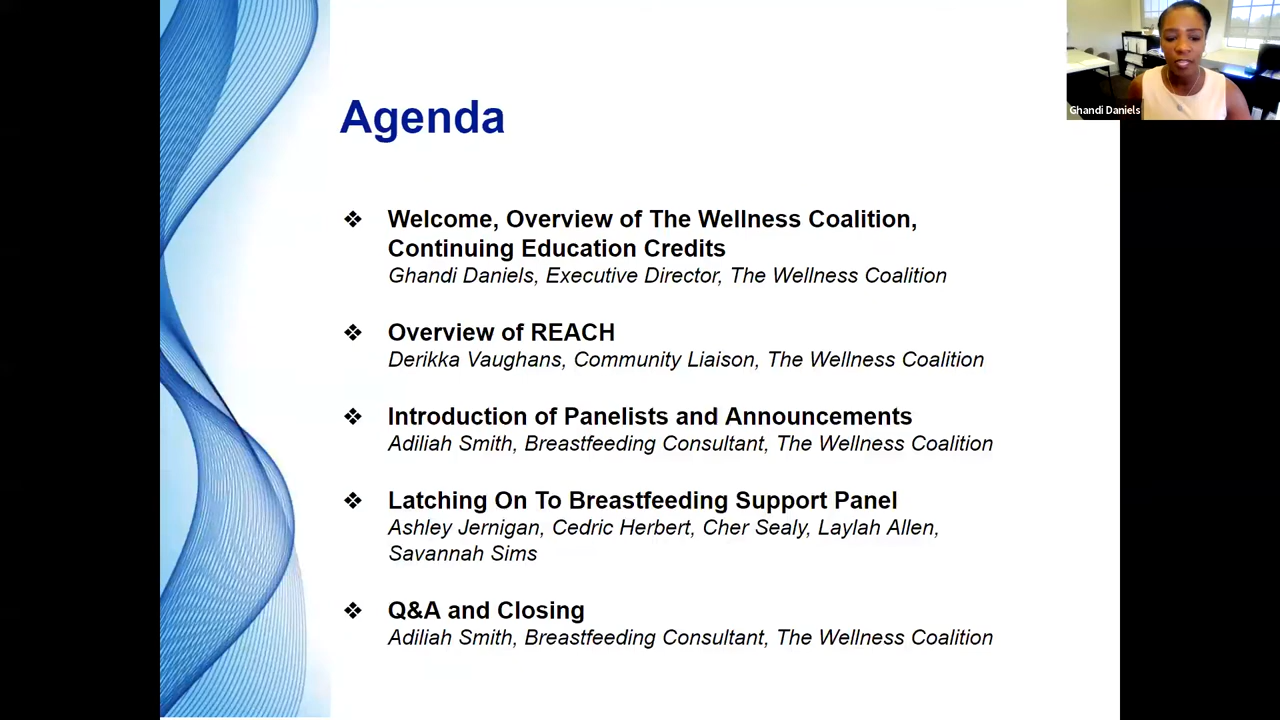 Agenda
Ghandi Daniels
❖ Welcome, Overview of The Wellness Coalition,
Continuing Education Credits
Ghandi Daniels, Executive Director, The Wellness Coalition
❖ Overview of REACH
Derikka Vaughans, Community Liaison, The Wellness Coalition
❖ Introduction of Panelists and Announcements
Adiliah Smith, Breastfeeding Consultant, The Wellness Coalition
❖ Latching On To Breastfeeding Support Panel
Ashley Jernigan, Cedric Herbert, Cher Sealy, Laylah Allen,
Savannah Sims
❖ Q&A and Closing
Adiliah Smith, Breastfeeding Consultant, The Wellness Coalition